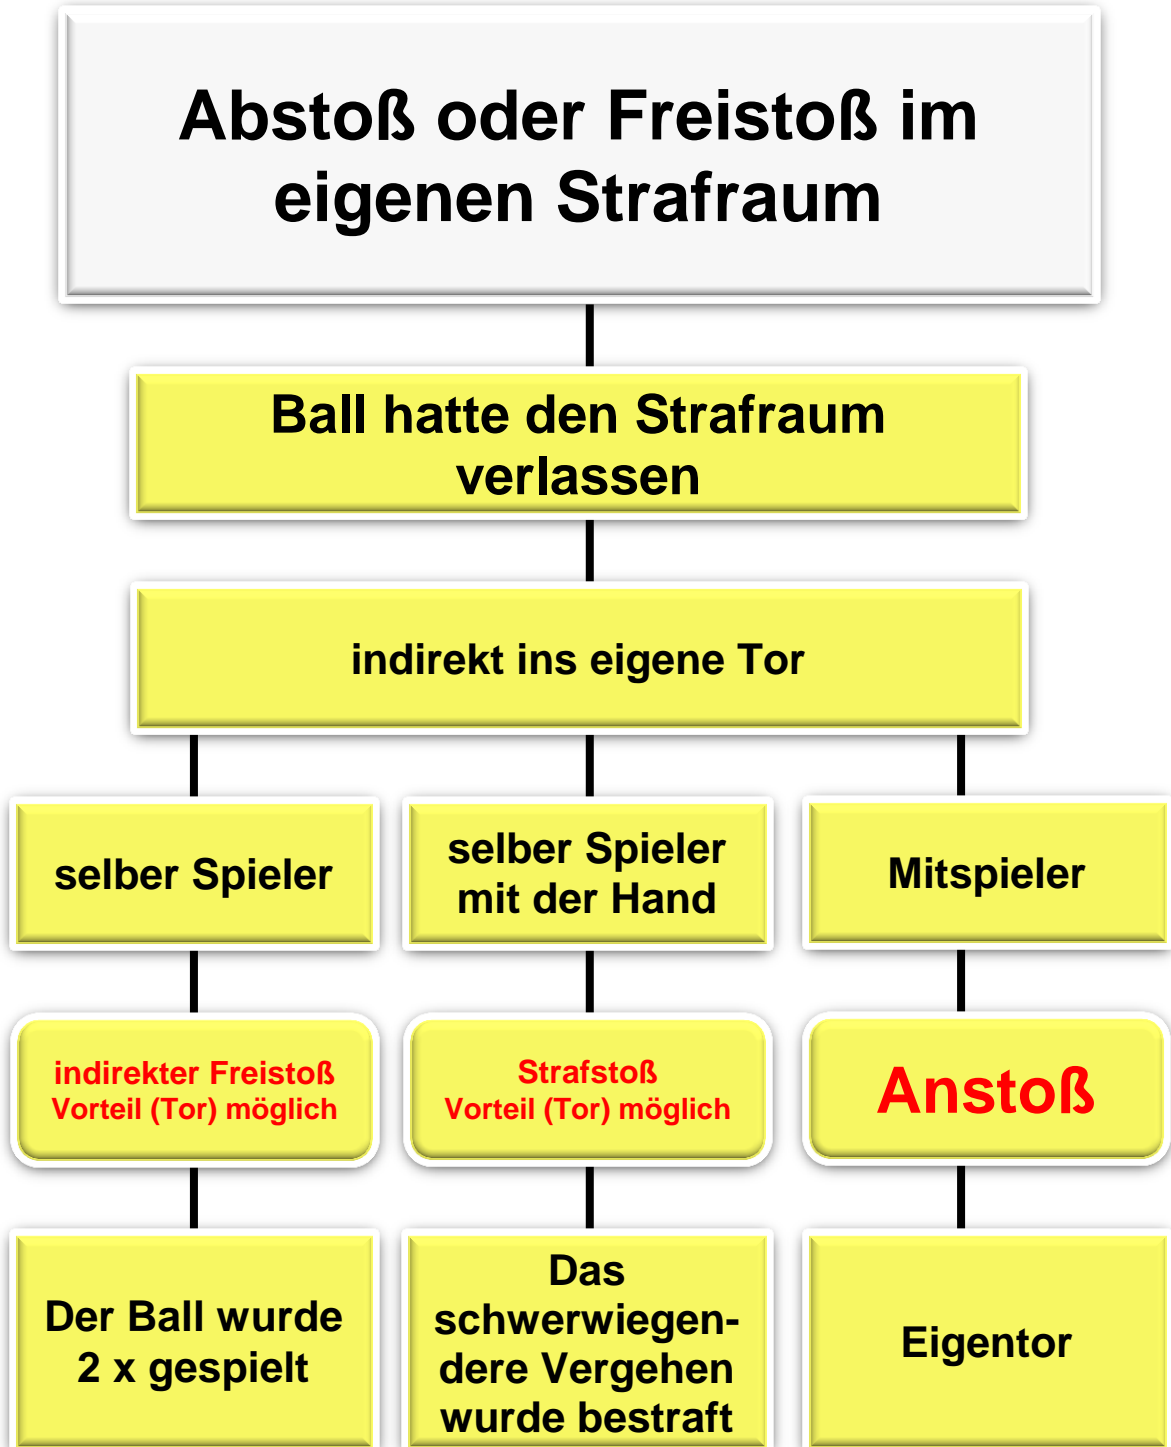 Abstoß oder Freistoß im
eigenen Strafraum
Ball hatte den Strafraum
verlassen
indirekt ins eigene Tor
selber Spieler
selber Spieler
mit der Hand
Mitspieler
indirekter Freistoß
Vorteil (Tor) möglich
Strafstoß
Vorteil (Tor) möglich
Anstoß
Der Ball wurde
2 x gespielt
Das
schwerwiegen-
dere Vergehen
wurde bestraft
Eigentor